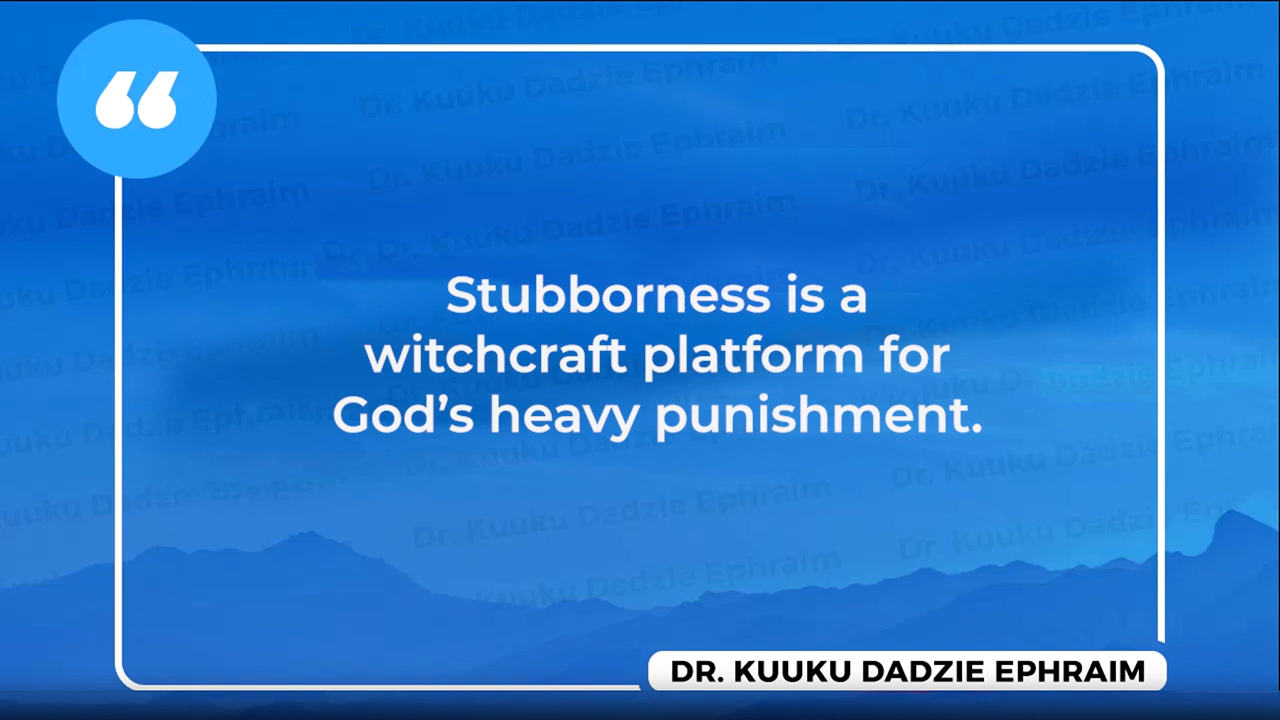 Stubborness is a
witchcraft platform for
God’s heavy punishment.
DR. KUUKU DADZIE EPHRAIM